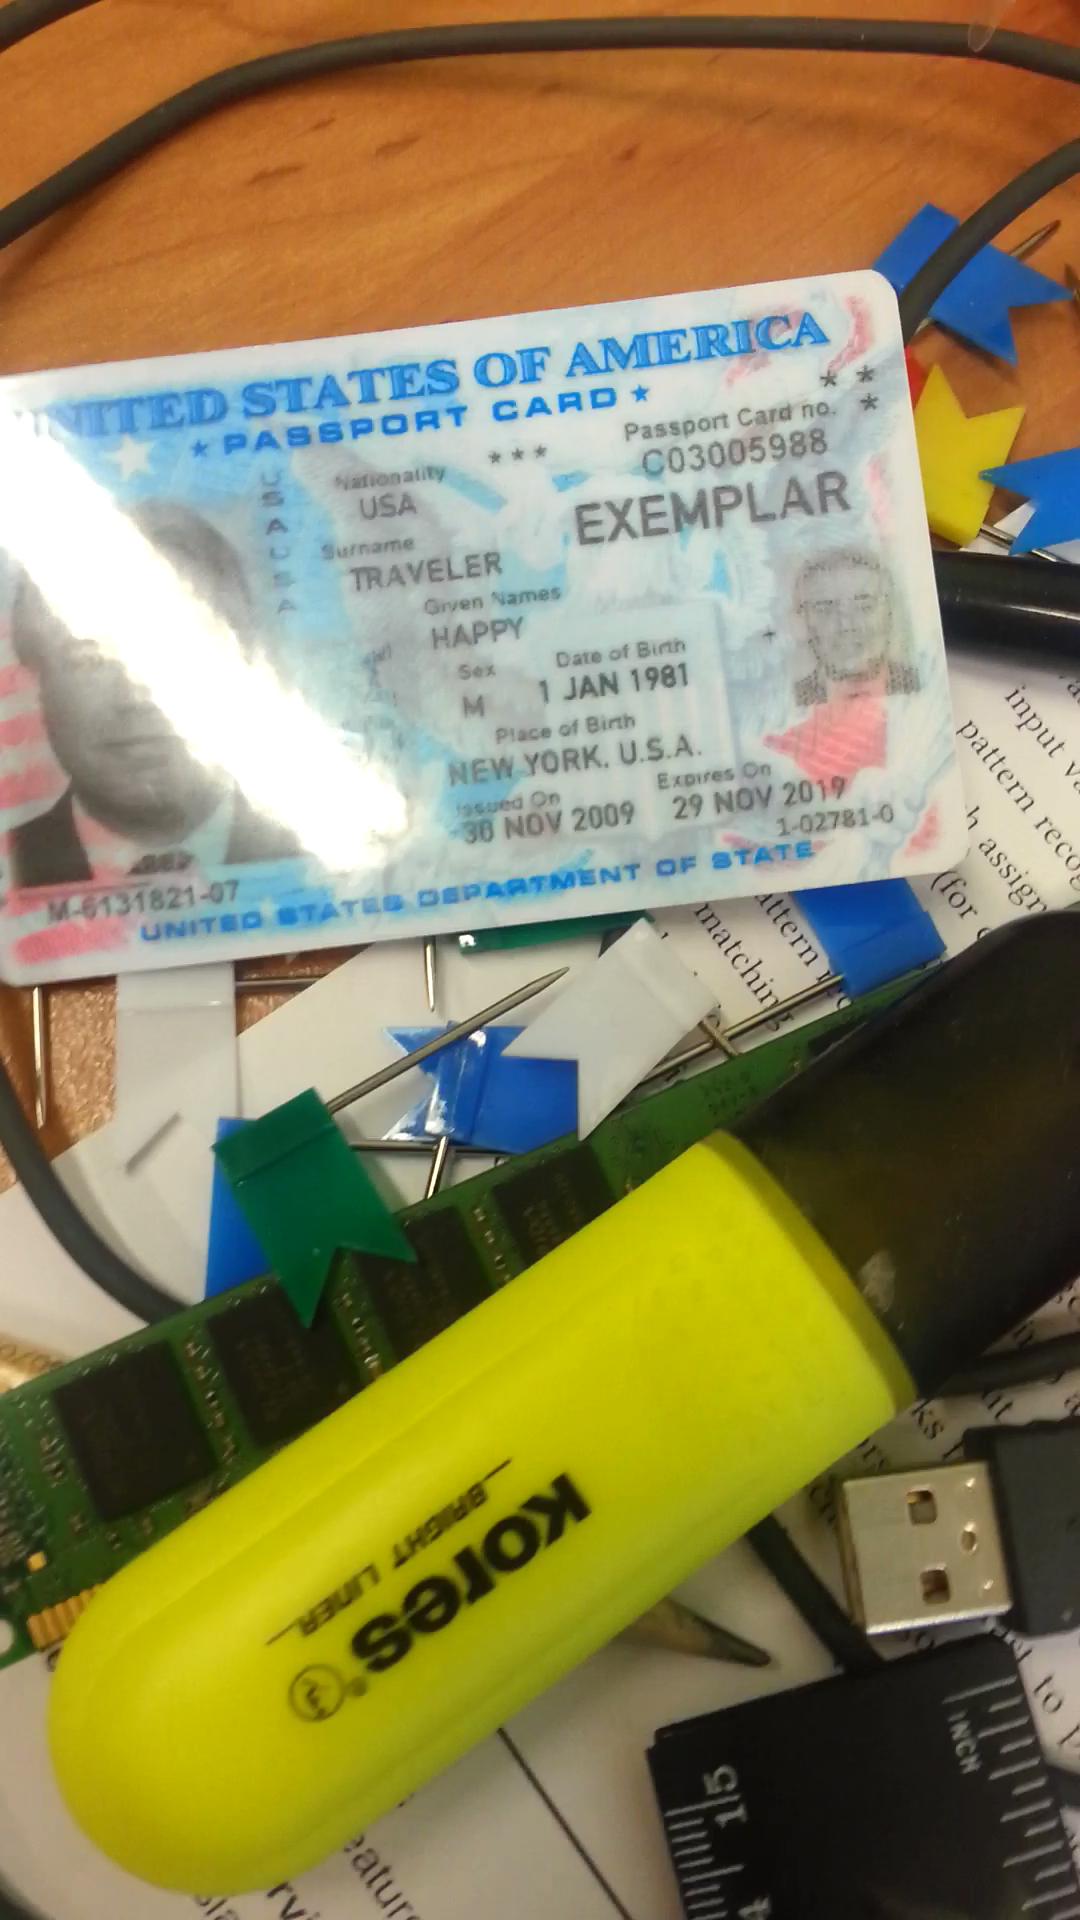 UNITED STATES OF AMERICA
PASSPORT CARD
USAUSA
Nationality
USA
Passport Card no.
C03005988
EXEMPLAR
Surname
TRAVELER
Given Names
HAPPY
Sex
M
Date of Birth
1 JAN 1981
Place of Birth
NEW YORK, U.S.A.
Issued On
30 NOV 2009
Expires On
29 NOV 2019
1-02781-0
M-6131821-07
UNITED STATES DEPARTMENT OF STATE
input
pattern
assign
(for
matching
Kores
BRIGHT LINER
to
INCH
15